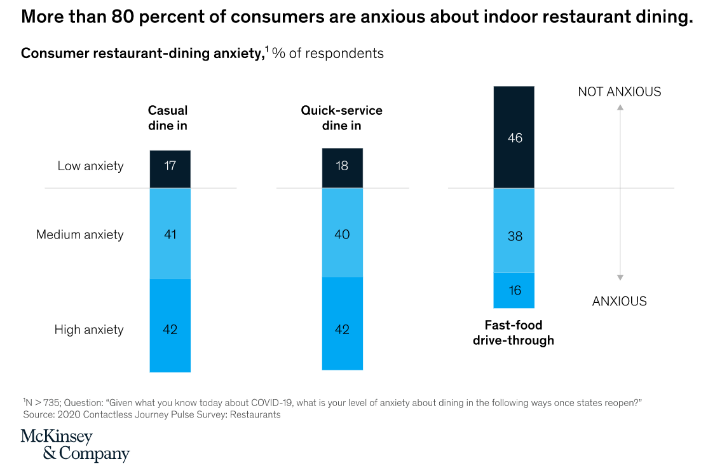 More than 80 percent of consumers are anxious about indoor restaurant dining.
Consumer restaurant-dining anxiety,¹ % of respondents
Casual
dine in
Quick-service
dine in
NOT ANXIOUS
Low anxiety 17 18 46
Medium anxiety 41 40 38
High anxiety 42 42 16
ANXIOUS
Fast-food
drive-through
¹N > 735; Question: “Given what you know today about COVID-19, what is your level of anxiety about dining in the following ways once states reopen?”
Source: 2020 Contactless Journey Pulse Survey: Restaurants
McKinsey
& Company